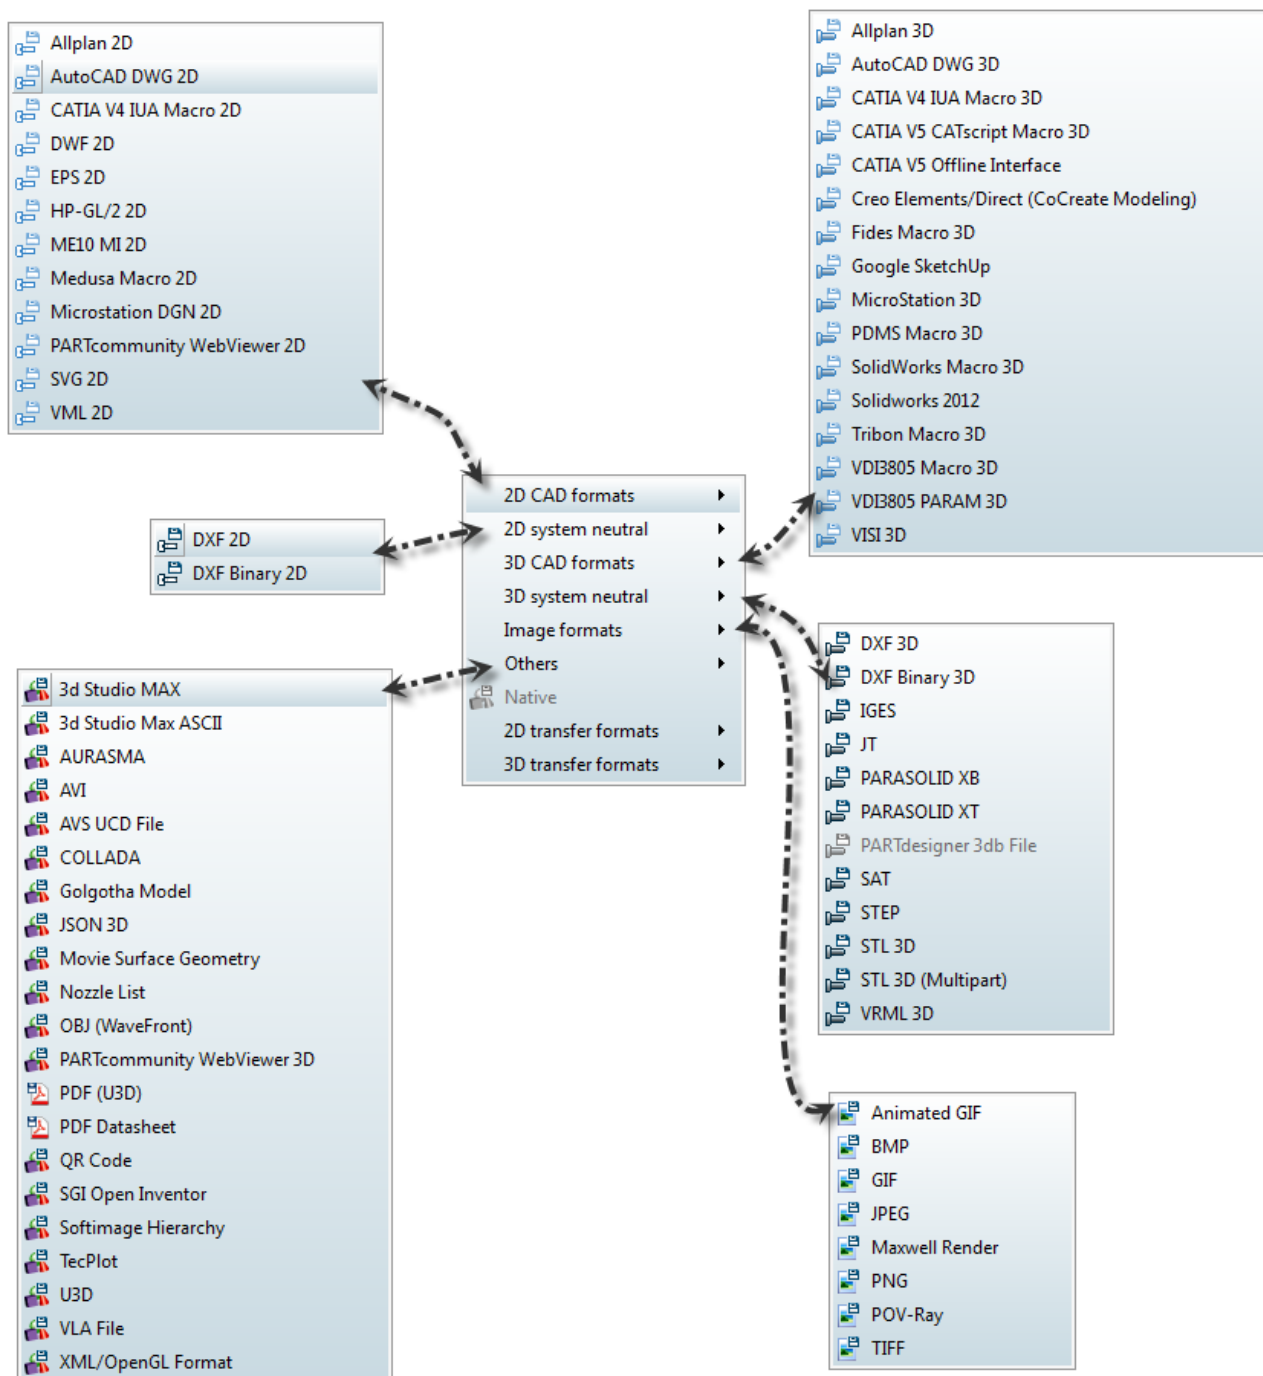 Allplan 2D
AutoCAD DWG 2D
CATIA V4 IUA Macro 2D
DWF 2D
EPS 2D
HP-GL/2 2D
ME10 MI 2D
Medusa Macro 2D
Microstation DGN 2D
PARTcommunity WebViewer 2D
SVG 2D
VML 2D
Allplan 3D
AutoCAD DWG 3D
CATIA V4 IUA Macro 3D
CATIA V5 CATscript Macro 3D
CATIA V5 Offline Interface
Creo Elements/Direct (CoCreate Modeling)
Fides Macro 3D
Google SketchUp
MicroStation 3D
PDMS Macro 3D
SolidWorks Macro 3D
Solidworks 2012
Tribon Macro 3D
VDI3805 Macro 3D
VDI3805 PARAM 3D
VISI 3D
2D CAD formats
2D system neutral
3D CAD formats
3D system neutral
Image formats
Others
Native
2D transfer formats
3D transfer formats
DXF 2D
DXF Binary 2D
DXF 3D
DXF Binary 3D
IGES
JT
PARASOLID XB
PARASOLID XT
PARTdesigner 3db File
SAT
STEP
STL 3D
STL 3D (Multipart)
VRML 3D
3d Studio MAX
3d Studio Max ASCII
AURASMA
AVI
AVS UCD File
COLLADA
Golgotha Model
JSON 3D
Movie Surface Geometry
Nozzle List
OBJ (WaveFront)
PARTcommunity WebViewer 3D
PDF (U3D)
PDF Datasheet
QR Code
SGI Open Inventor
Softimage Hierarchy
TecPlot
U3D
VLA File
XML/OpenGL Format
Animated GIF
BMP
GIF
JPEG
Maxwell Render
PNG
POV-Ray
TIFF